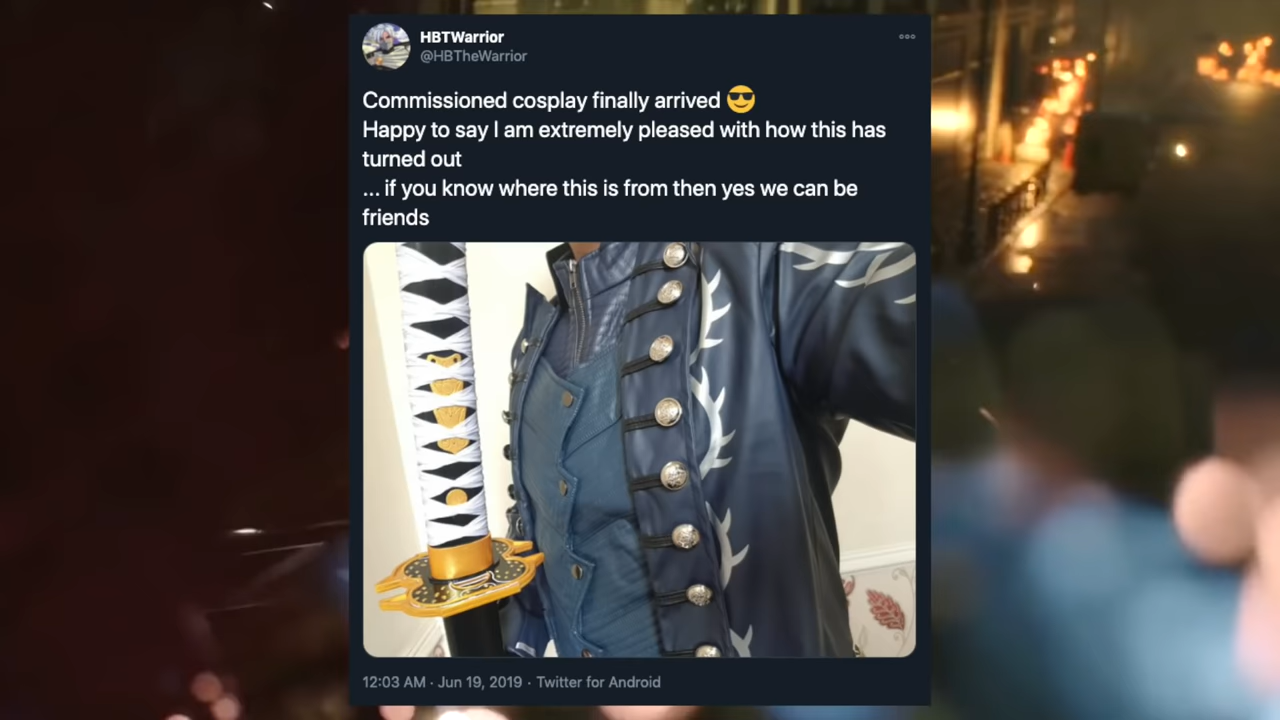 HBTWarrior
@HBTheWarrior
Commissioned cosplay finally arrived 😎
Happy to say I am extremely pleased with how this has
turned out
... if you know where this is from then yes we can be
friends
12:03 AM · Jun 19, 2019 · Twitter for Android